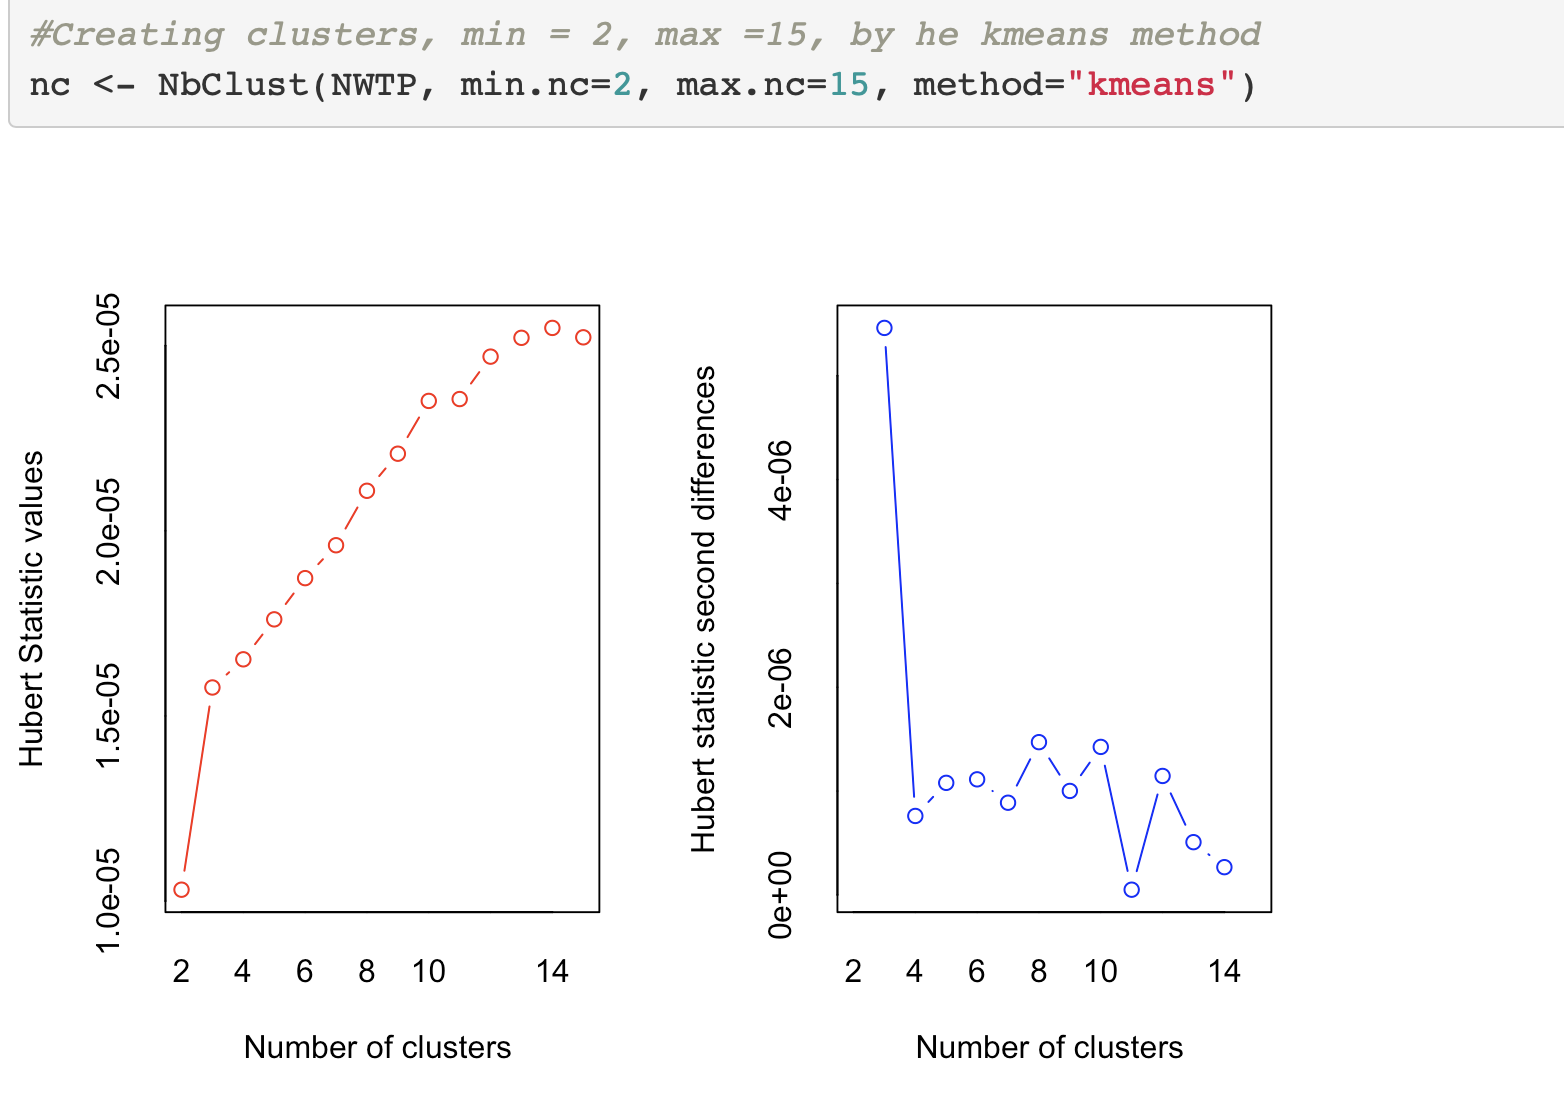 #Creating clusters, min = 2, max =15, by he kmeans method
nc <- NbClust(NWTP, min.nc=2, max.nc=15, method="kmeans")
Hubert Statistic values
1.0e-05 1.5e-05 2.0e-05 2.5e-05
2 4 6 8 10 14
Number of clusters
Hubert statistic second differences
0e+00 2e-06 4e-06
2 4 6 8 10 14
Number of clusters